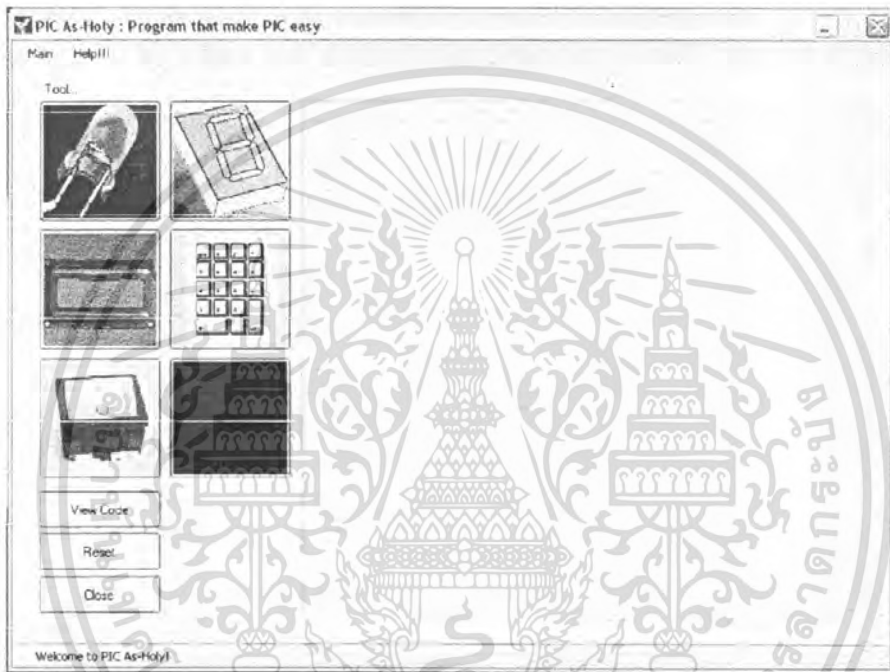 PIC As-Holy : Program that make PIC easy
Main Help!!!
Tool..
View Code
Reset
Close
Welcome to PIC As-Holy!